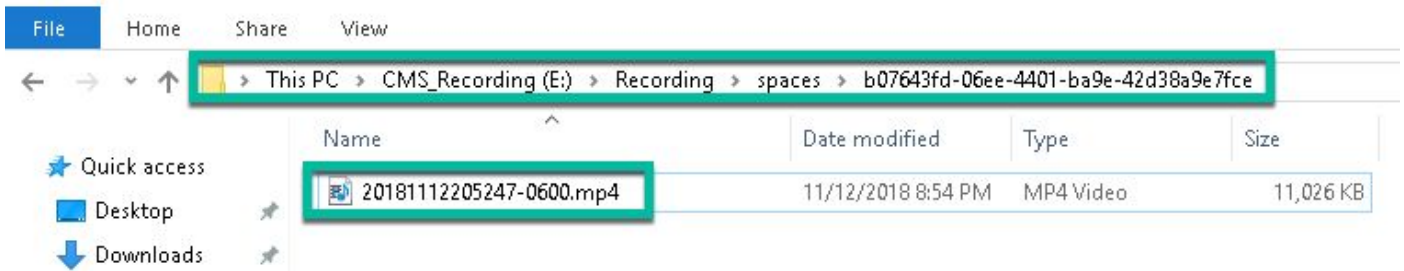 File Home Share View
This PC > CMS_Recording (E:) > Recording > spaces > b07643fd-06ee-4401-ba9e-42d38a9e7fce
Name Date modified Type Size
Quick access
20181112205247-0600.mp4 11/12/2018 8:54 PM MP4 Video 11,026 KB
Desktop
Downloads